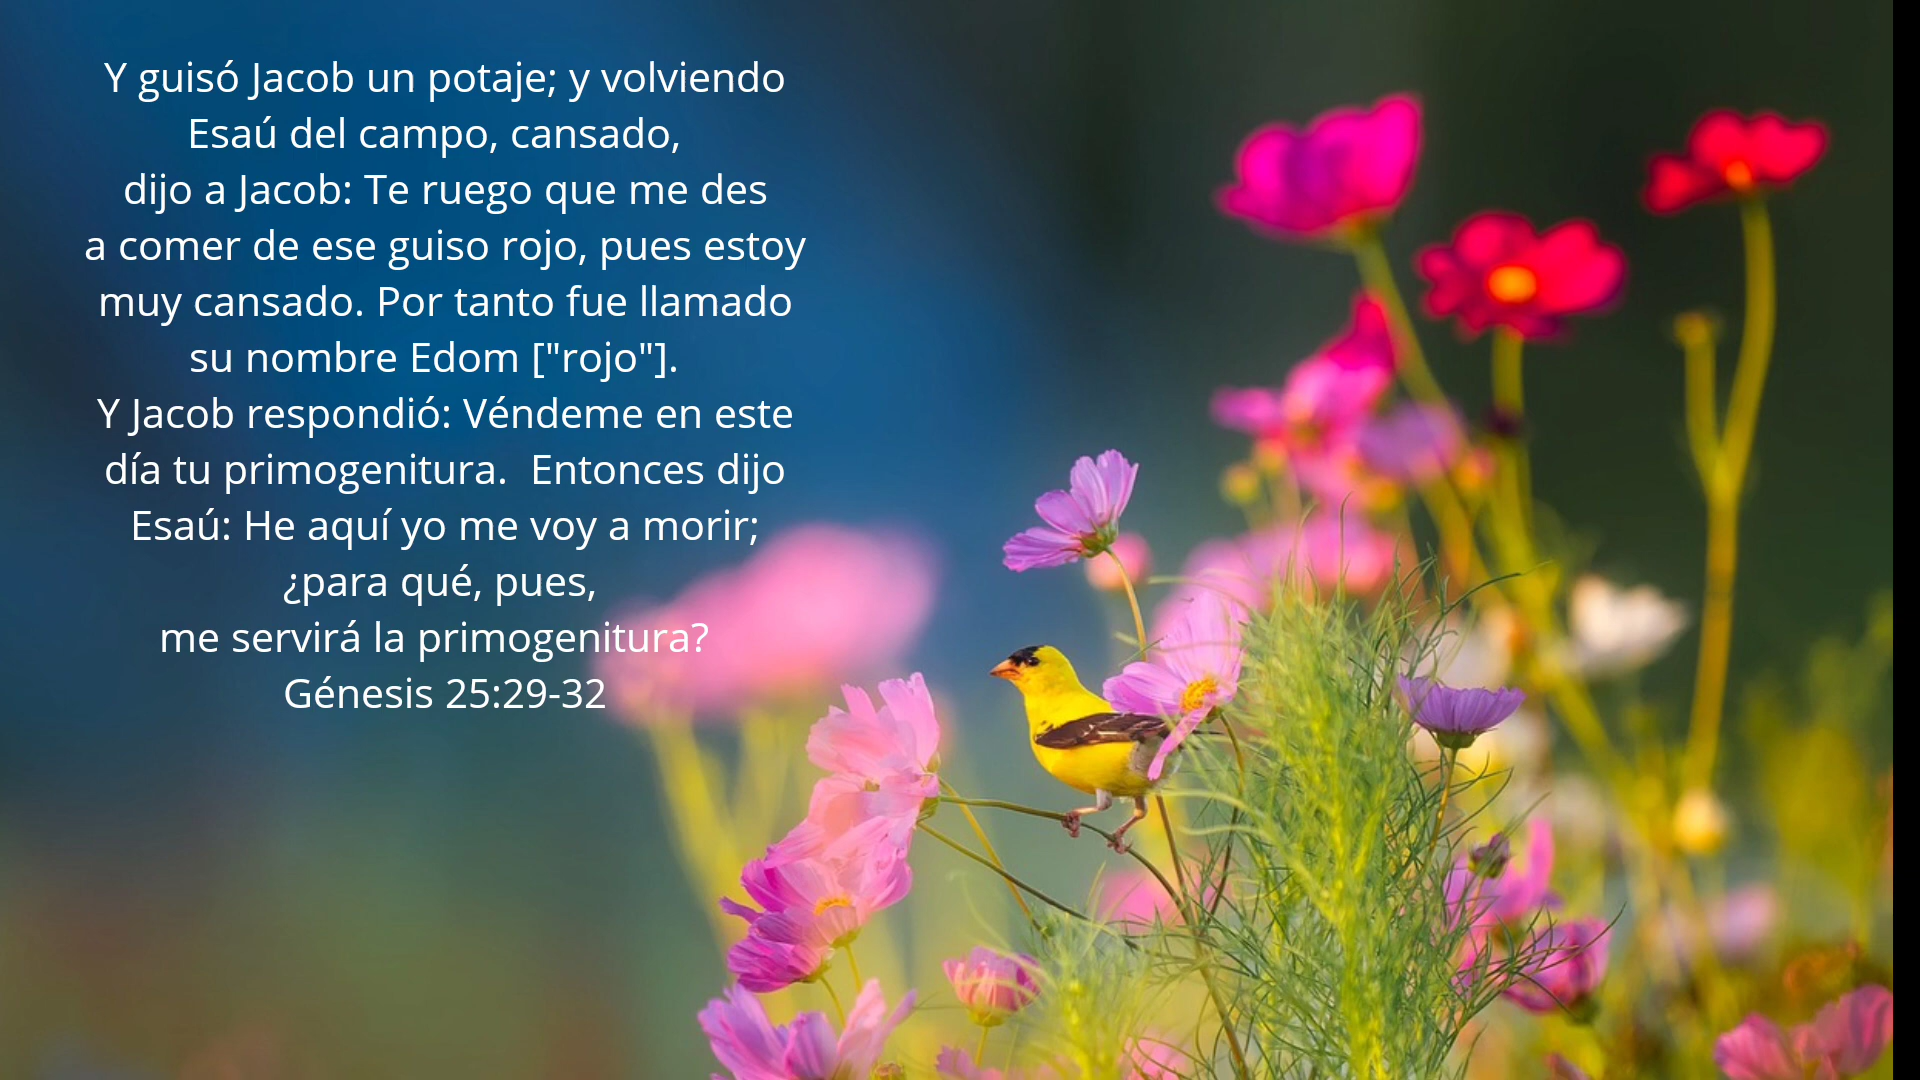 Y guisó Jacob un potaje; y volviendo
Esaú del campo, cansado,
dijo a Jacob: Te ruego que me des
a comer de ese guiso rojo, pues estoy
muy cansado. Por tanto fue llamado
su nombre Edom ["rojo"].
Y Jacob respondió: Véndeme en este
día tu primogenitura.  Entonces dijo
Esaú: He aquí yo me voy a morir;
¿para qué, pues,
me servirá la primogenitura?
Génesis 25:29-32